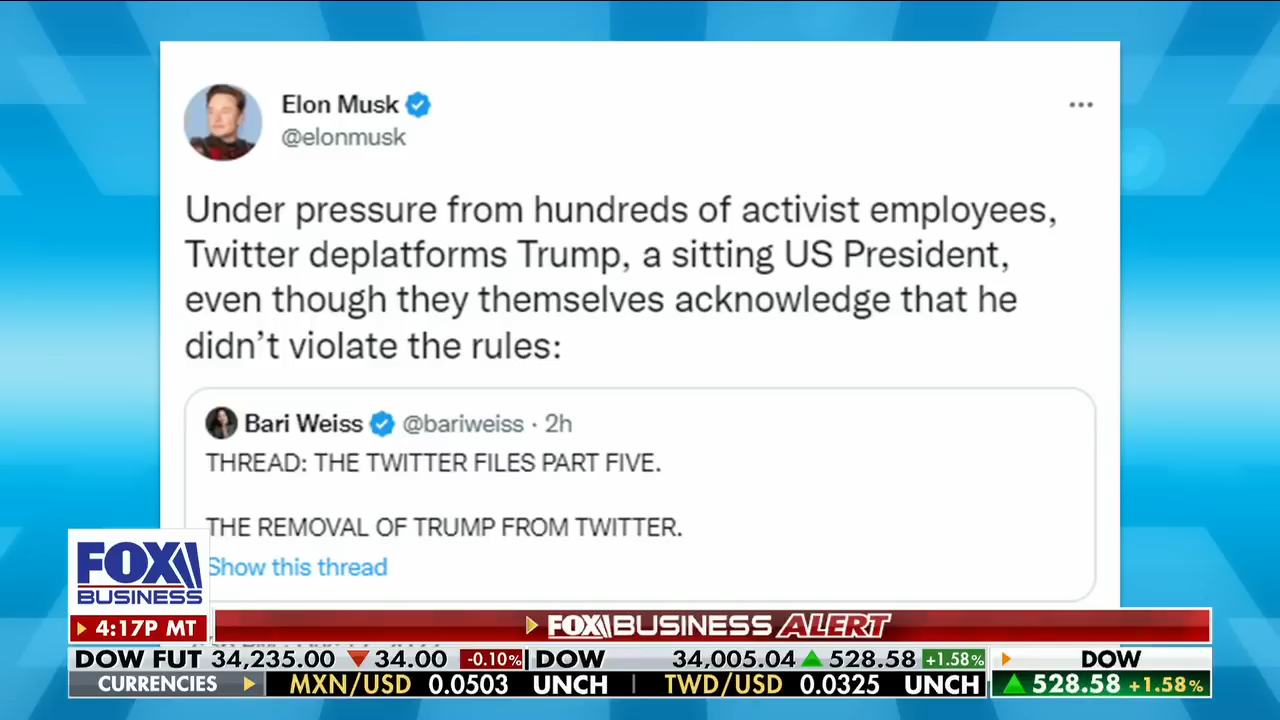 Elon Musk
@elonmusk
Under pressure from hundreds of activist employees,
Twitter deplatforms Trump, a sitting US President,
even though they themselves acknowledge that he
didn't violate the rules:
Bari Weiss @bariweiss · 2h
THREAD: THE TWITTER FILES PART FIVE.
THE REMOVAL OF TRUMP FROM TWITTER.
Show this thread
FOX
BUSINESS
4:17P MT
FOX BUSINESS ALERT
DOW FUT 34,235.00 ▼ 34.00 -0.10% DOW 34,005.04 ▲ 528.58 +1.58%
DOW
CURRENCIES MXN/USD 0.0503 UNCH | TWD/USD 0.0325 UNCH
▲ 528.58 +1.58%